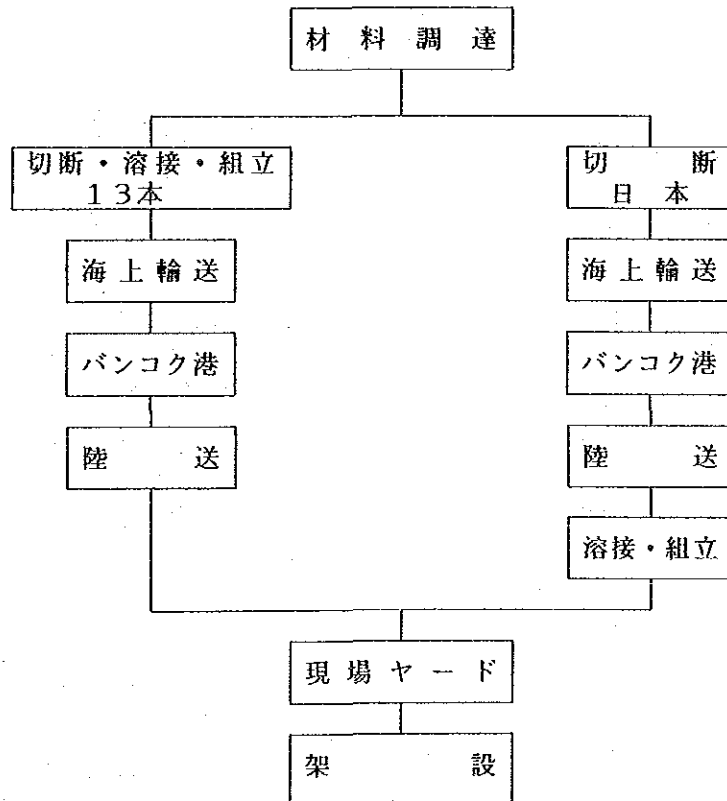 材料調達
切断・溶接・組立
13本
海上輸送
バンコク港
陸送
切断
日本
海上輸送
バンコク港
陸送
溶接・組立
現場ヤード
架設